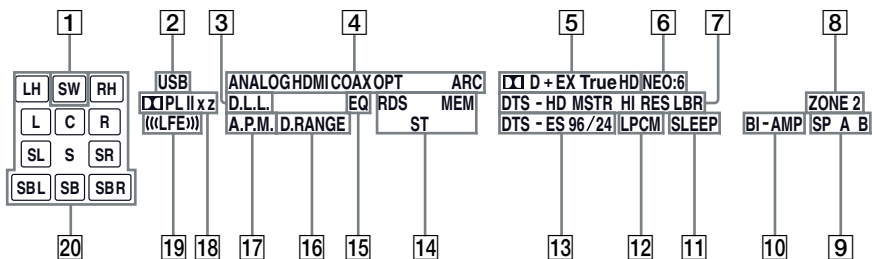 1 2 3 4 5 6 7 8
LH SW RH
L C R
SL S SR
SBL SB SBR
USB
PL II x z
(((LFE)))
ANALOG HDMI COAX OPT ARC
D.L.L. EQ RDS MEM
A.P.M. D.RANGE ST
D + EX True HD NEO:6
DTS - HD MSTR HI RES LBR
DTS - ES 96/24 LPCM SLEEP
ZONE 2
BI - AMP SP A B
20 19 18 17 16 15 14 13 12 11 10 9